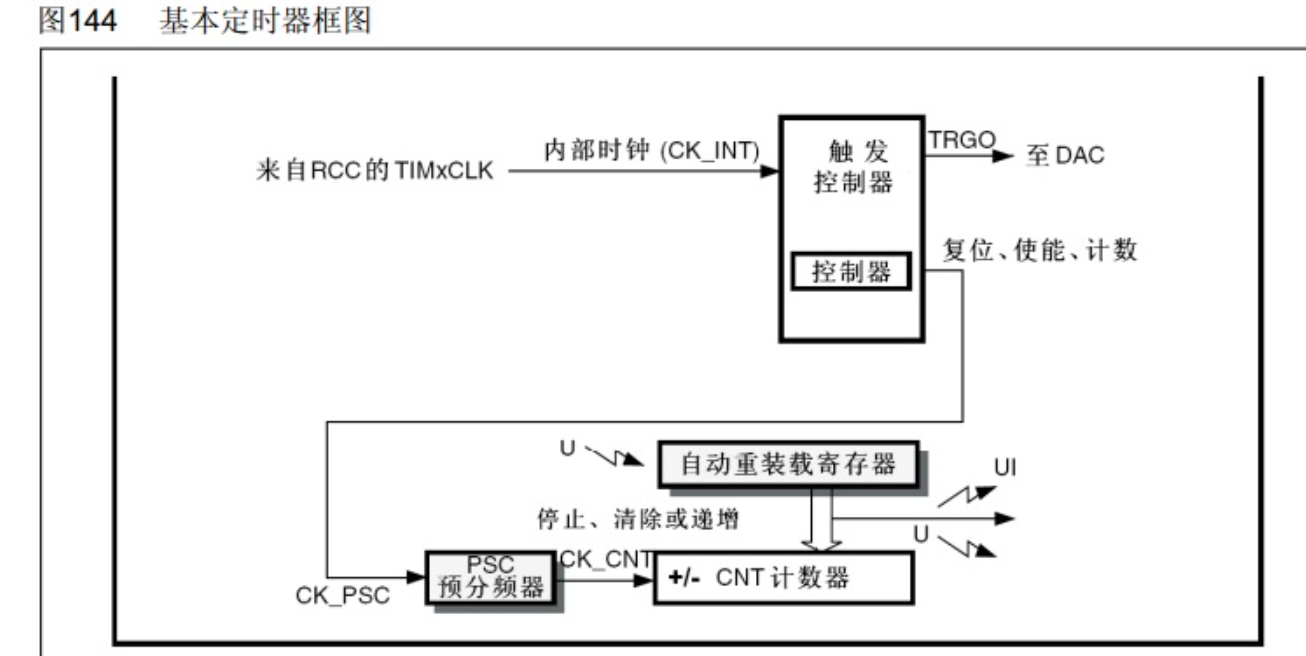 图144 基本定时器框图
来自RCC的TIMxCLK
内部时钟 (CK_INT)
触发
控制器
TRGO
至DAC
控制器
复位、使能、计数
U
自动重装载寄存器
UI
停止、清除或递增
U
CK_PSC
PSC
预分频器
CK_CNT
+/- CNT计数器